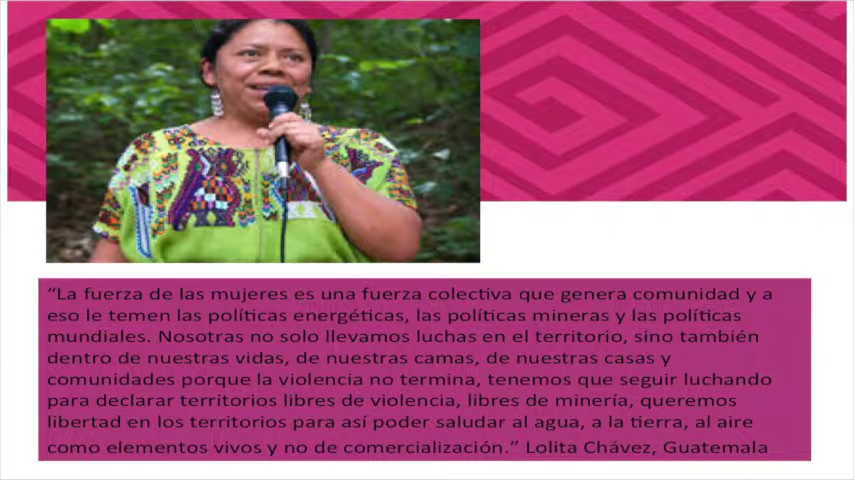 “La fuerza de las mujeres es una fuerza colectiva que genera comunidad y a
eso le temen las políticas energéticas, las políticas mineras y las políticas
mundiales. Nosotras no solo llevamos luchas en el territorio, sino también
dentro de nuestras vidas, de nuestras camas, de nuestras casas y
comunidades porque la violencia no termina, tenemos que seguir luchando
para declarar territorios libres de violencia, libres de minería, queremos
libertad en los territorios para así poder saludar al agua, a la tierra, al aire
como elementos vivos y no de comercialización.” Lolita Chávez, Guatemala